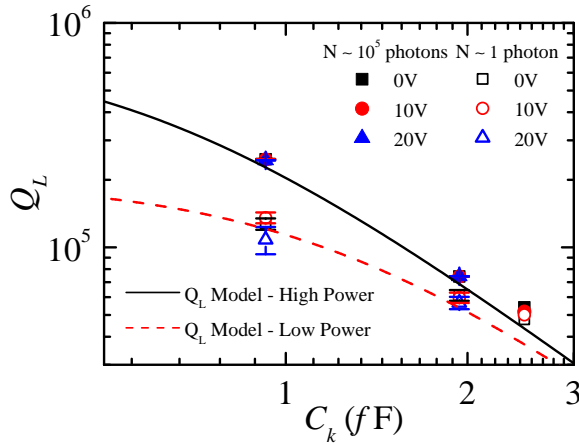 10^6
N ~ 10^5 photons N ~ 1 photon
0V 0V
10V 10V
20V 20V
Q_L
10^5
Q_L Model - High Power
Q_L Model - Low Power
1 2 3
C_k (f F)